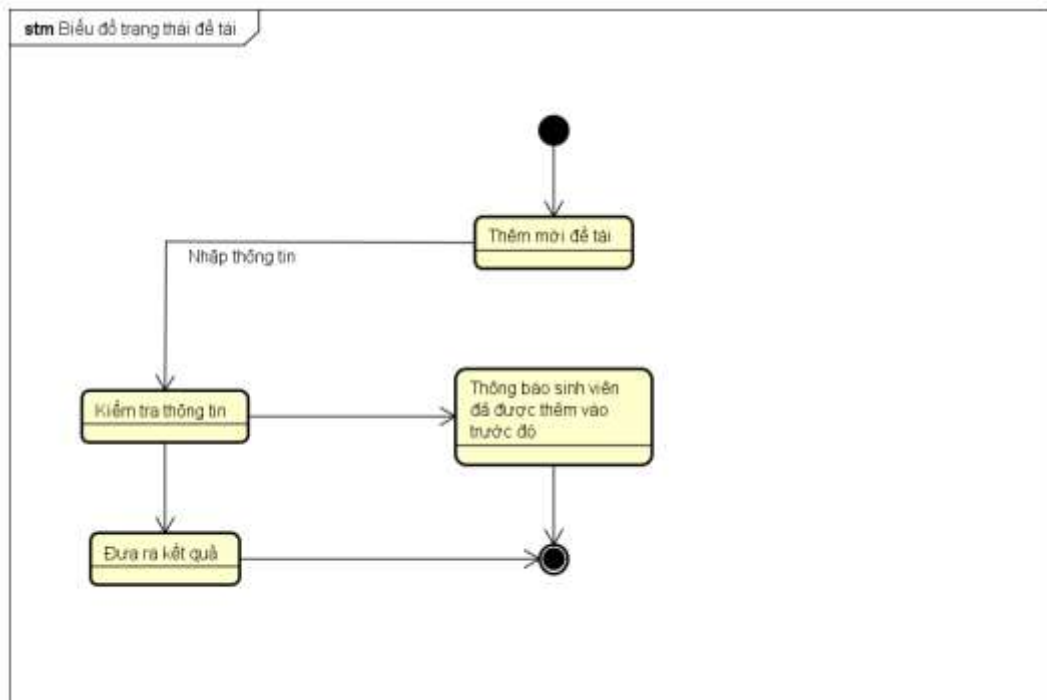 stm Biểu đồ trạng thái đề tài
Thêm mới đề tài
Nhập thông tin
Kiểm tra thông tin
Thông báo sinh viên
đã được thêm vào
trước đó
Đưa ra kết quả